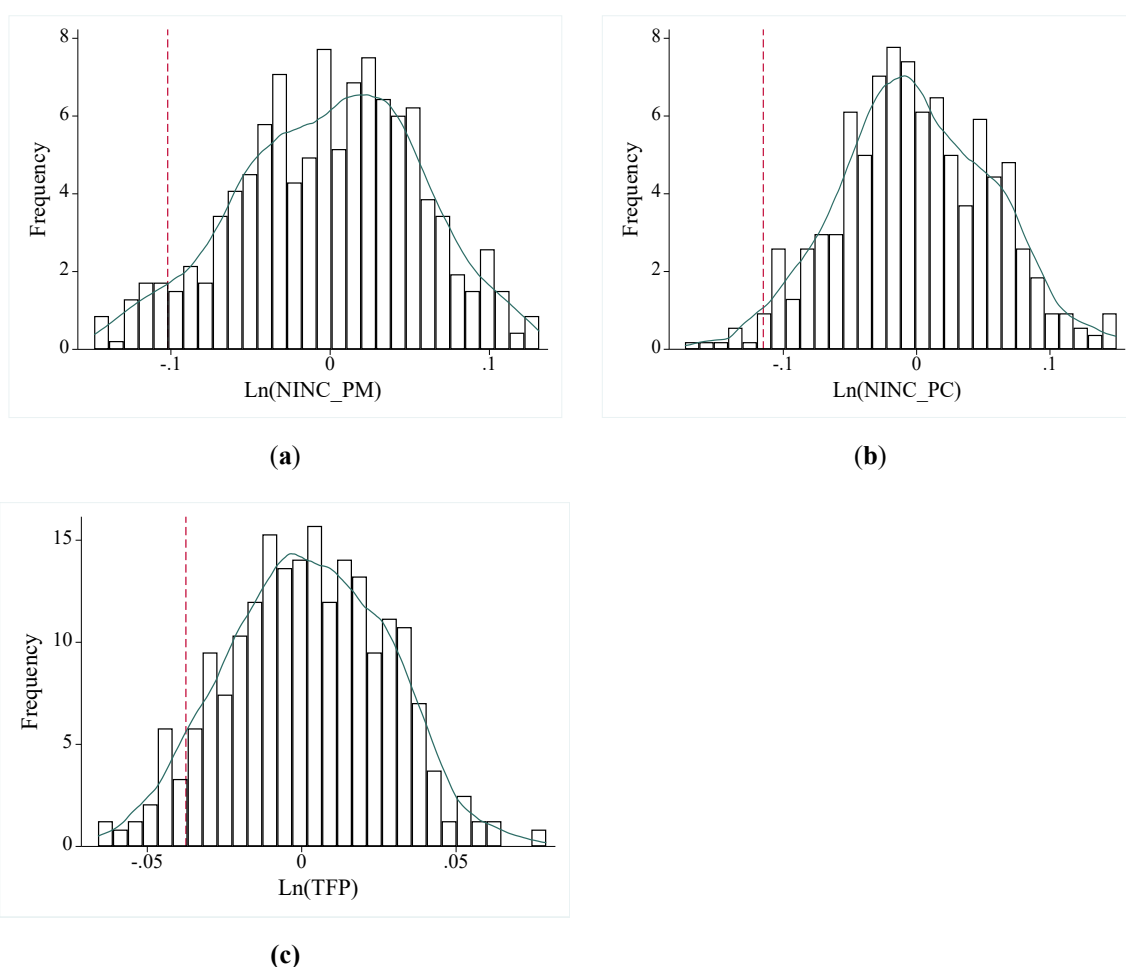 8
6
4
2
0
Frequency
-.1
0
.1
Ln(NINC_PM)
(a)
8
6
4
2
0
Frequency
-.1
0
.1
Ln(NINC_PC)
(b)
15
10
5
0
Frequency
-.05
0
.05
Ln(TFP)
(c)